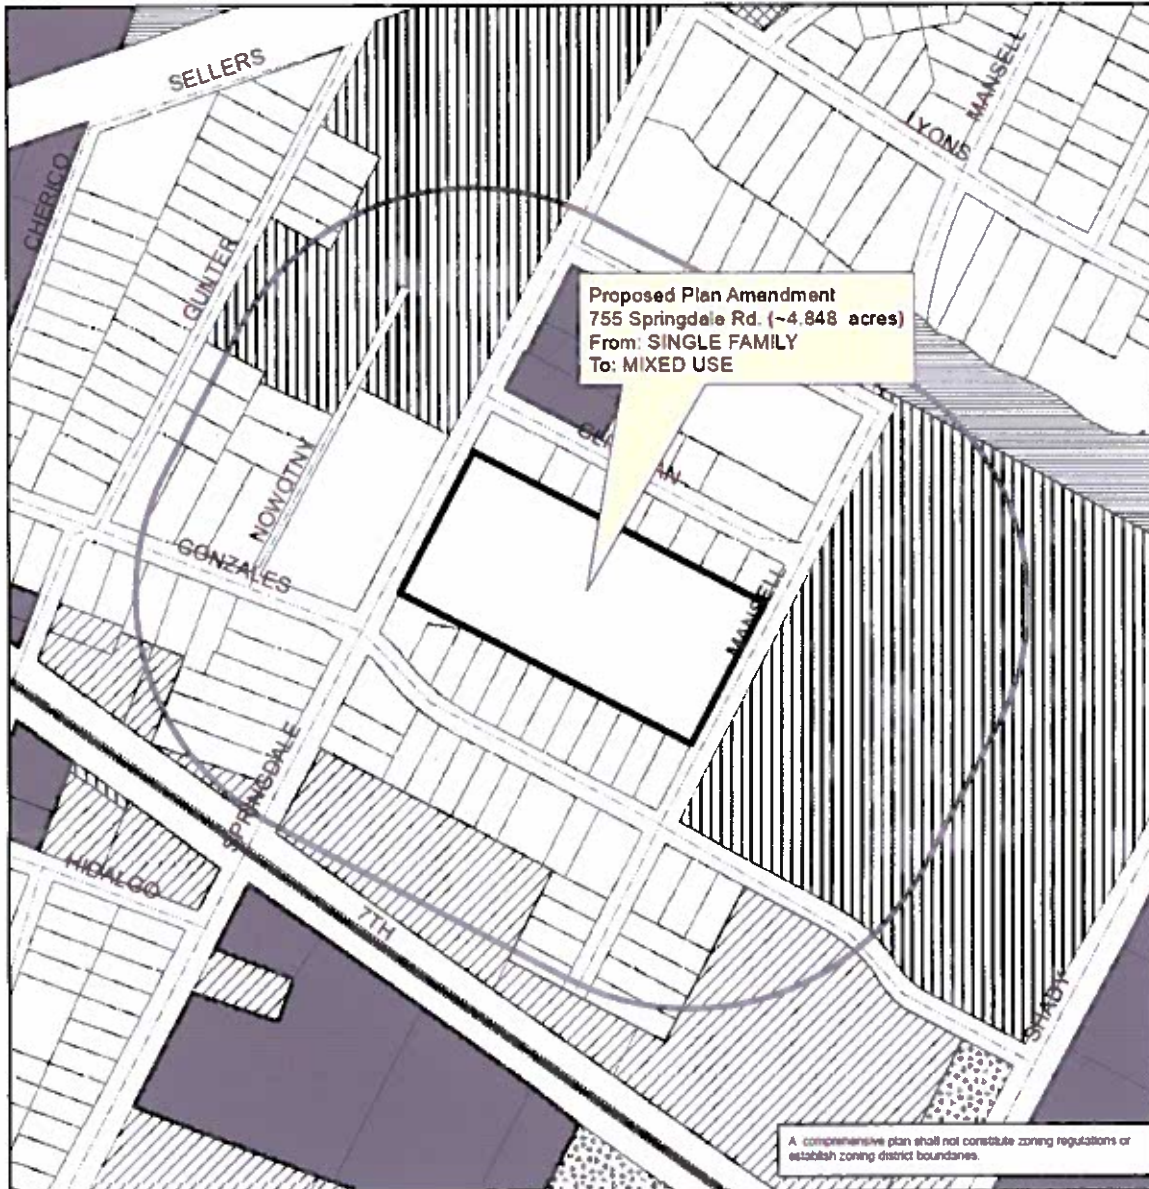 SELLERS
MANSELL
LYONS
CHERICO
GUNTER
Proposed Plan Amendment
755 Springdale Rd. (~4.848 acres)
From: SINGLE FAMILY
To: MIXED USE
NOWOTNY
GONZALES
MANSELL
SPRINGDALE
HIDALGO
7TH
SHADY
A comprehensive plan shall not constitute zoning regulations or
establish zoning district boundaries.